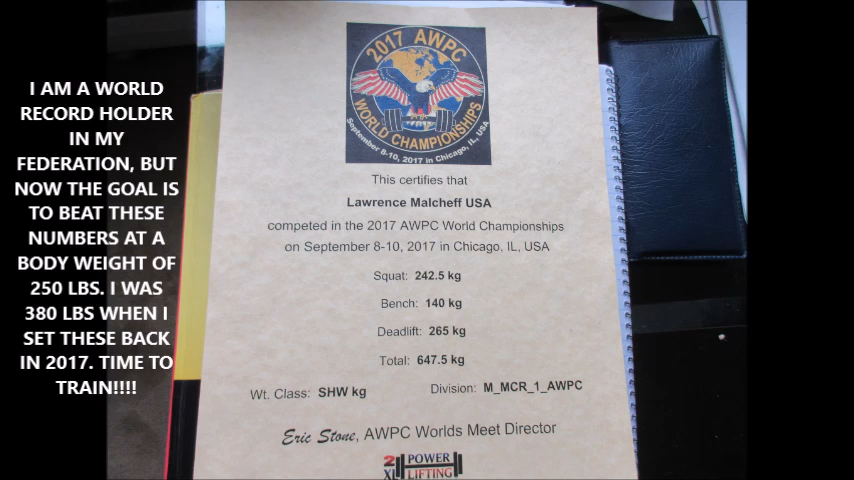 I AM A WORLD
RECORD HOLDER
IN MY
FEDERATION, BUT
NOW THE GOAL IS
TO BEAT THESE
NUMBERS AT A
BODY WEIGHT OF
250 LBS. I WAS
380 LBS WHEN I
SET THESE BACK
IN 2017. TIME TO
TRAIN!!!!
2017 AWPC
WORLD CHAMPIONSHIPS
September 8-10, 2017 in Chicago, IL, USA
This certifies that
Lawrence Malcheff USA
competed in the 2017 AWPC World Championships
on September 8-10, 2017 in Chicago, IL, USA
Squat: 242.5 kg
Bench: 140 kg
Deadlift: 265 kg
Total: 647.5 kg
Wt. Class: SHW kg Division: M_MCR_1_AWPC
Eric Stone, AWPC Worlds Meet Director
2XL POWER
LIFTING